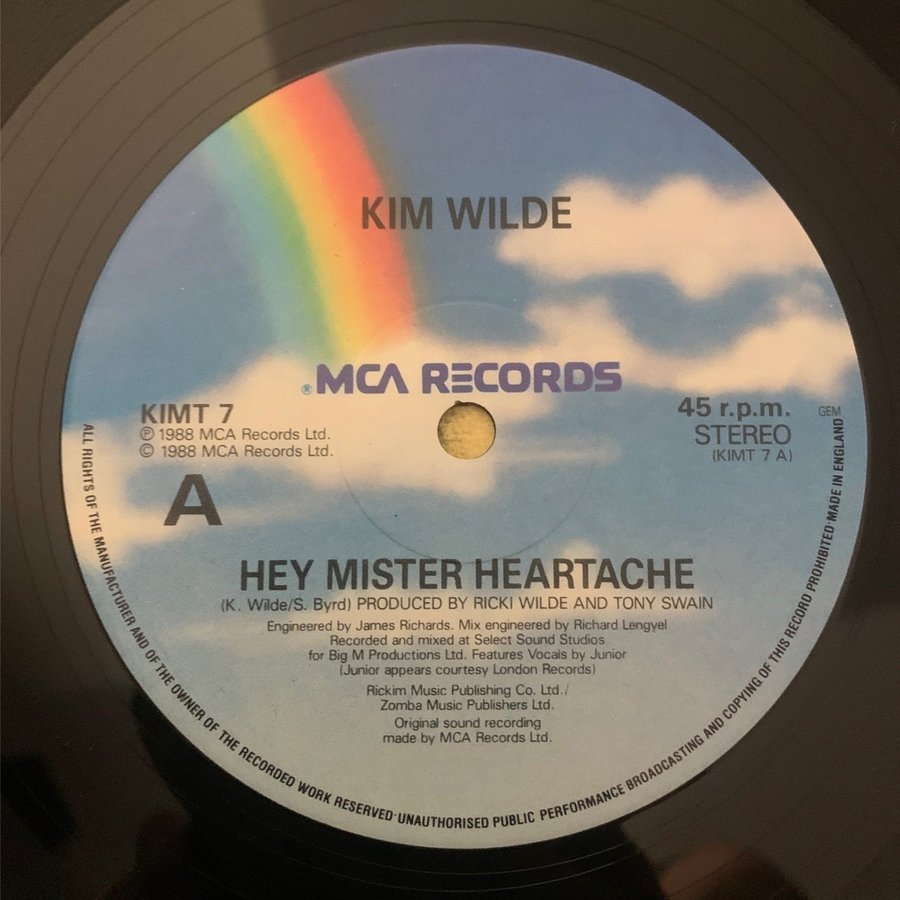 KIM WILDE
® MCA RECORDS
KIMT 7
℗ 1988 MCA Records Ltd.
© 1988 MCA Records Ltd.
A
45 r.p.m.
STEREO
(KIMT 7 A)
GEM
HEY MISTER HEARTACHE
(K. Wilde/S. Byrd) PRODUCED BY RICKI WILDE AND TONY SWAIN
Engineered by James Richards. Mix engineered by Richard Lengyel
Recorded and mixed at Select Sound Studios
for Big M Productions Ltd. Features Vocals by Junior
(Junior appears courtesy London Records)
Rickim Music Publishing Co. Ltd./
Zomba Music Publishers Ltd.
Original sound recording
made by MCA Records Ltd.
ALL RIGHTS OF THE MANUFACTURER AND OF THE OWNER OF THE RECORDED WORK RESERVED·UNAUTHORISED PUBLIC PERFORMANCE BROADCASTING AND COPYING OF THIS RECORD PROHIBITED·MADE IN ENGLAND